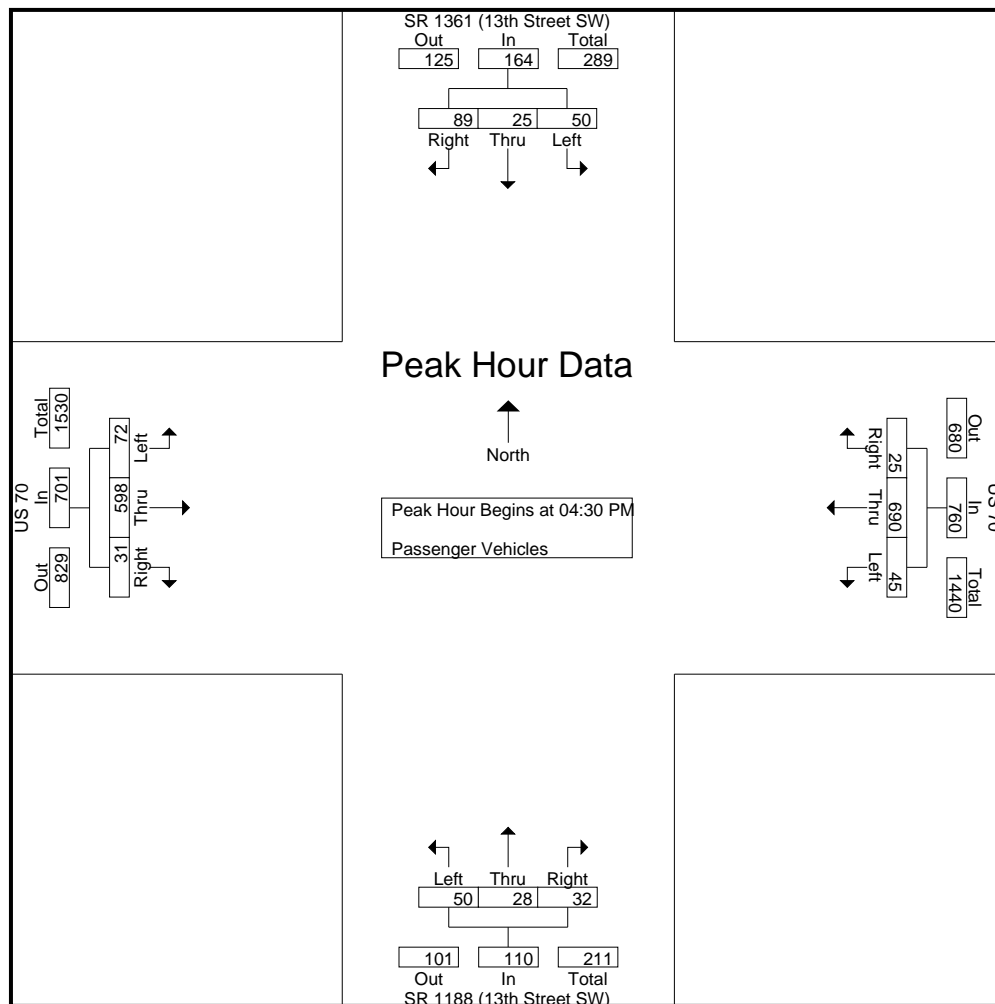 SR 1361 (13th Street SW)
Out In Total
125 164 289
89 25 50
Right Thru Left
Peak Hour Data
North
Peak Hour Begins at 04:30 PM
Passenger Vehicles
US 70
Out In Total
829 701 1530
31 598 72
Right Thru Left
US 70
Out In Total
680 760 1440
25 690 45
Right Thru Left
Left Thru Right
50 28 32
101 110 211
Out In Total
SR 1188 (13th Street SW)